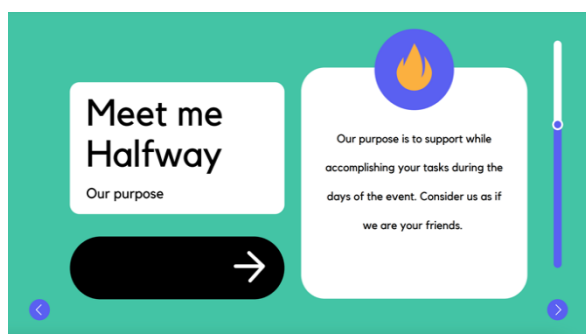 Meet me
Halfway
Our purpose
Our purpose is to support while
accomplishing your tasks during the
days of the event. Consider us as if
we are your friends.